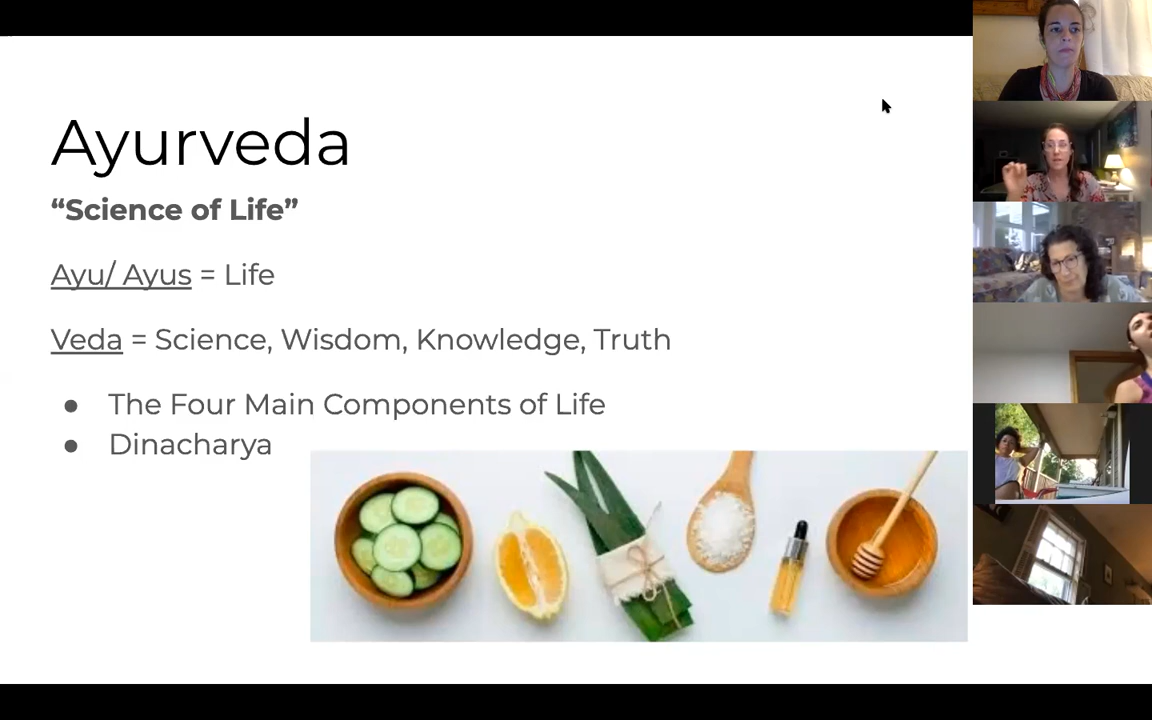 Ayurveda
“Science of Life”
Ayu/ Ayus = Life
Veda = Science, Wisdom, Knowledge, Truth
● The Four Main Components of Life
● Dinacharya